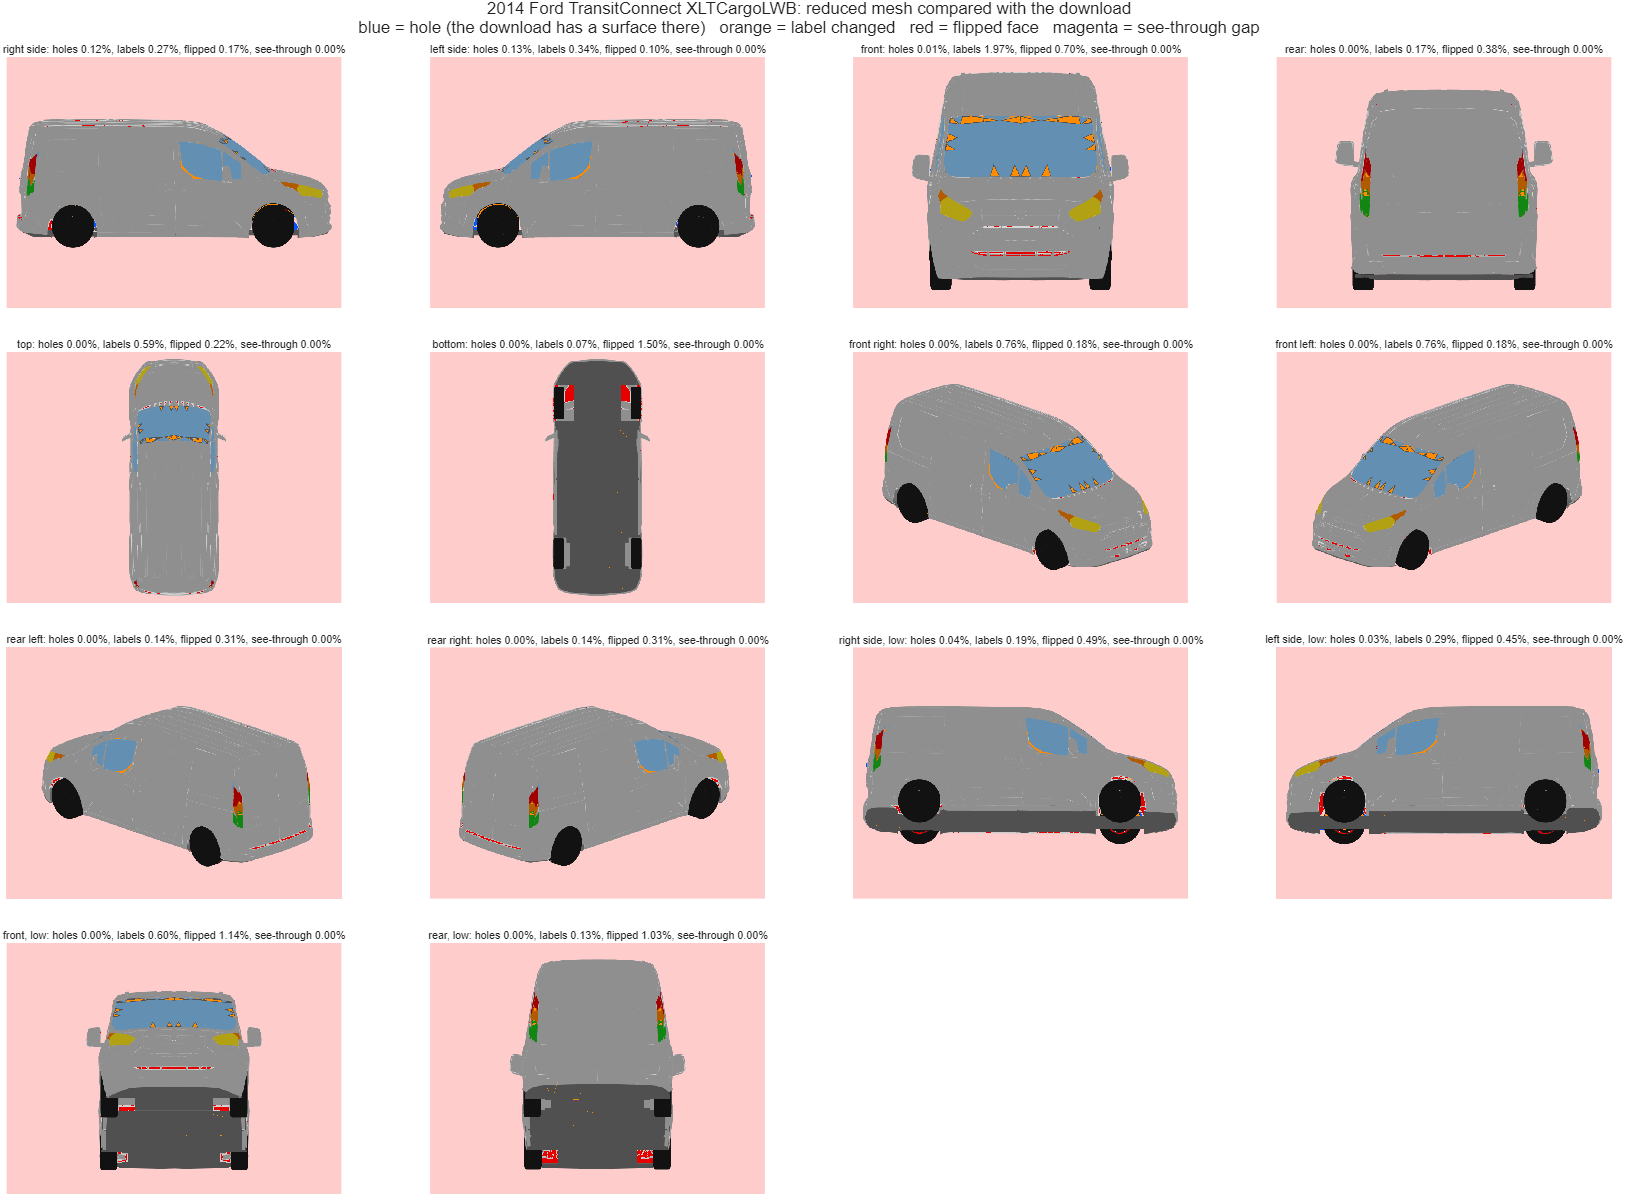 2014 Ford TransitConnect XLTCargoLWB: reduced mesh compared with the download
blue = hole (the download has a surface there)   orange = label changed   red = flipped face   magenta = see-through gap
right side: holes 0.12%, labels 0.27%, flipped 0.17%, see-through 0.00%
left side: holes 0.13%, labels 0.34%, flipped 0.10%, see-through 0.00%
front: holes 0.01%, labels 1.97%, flipped 0.70%, see-through 0.00%
rear: holes 0.00%, labels 0.17%, flipped 0.38%, see-through 0.00%
top: holes 0.00%, labels 0.59%, flipped 0.22%, see-through 0.00%
bottom: holes 0.00%, labels 0.07%, flipped 1.50%, see-through 0.00%
front right: holes 0.00%, labels 0.76%, flipped 0.18%, see-through 0.00%
front left: holes 0.00%, labels 0.76%, flipped 0.18%, see-through 0.00%
rear left: holes 0.00%, labels 0.14%, flipped 0.31%, see-through 0.00%
rear right: holes 0.00%, labels 0.14%, flipped 0.31%, see-through 0.00%
right side, low: holes 0.04%, labels 0.19%, flipped 0.49%, see-through 0.00%
left side, low: holes 0.03%, labels 0.29%, flipped 0.45%, see-through 0.00%
front, low: holes 0.00%, labels 0.60%, flipped 1.14%, see-through 0.00%
rear, low: holes 0.00%, labels 0.13%, flipped 1.03%, see-through 0.00%